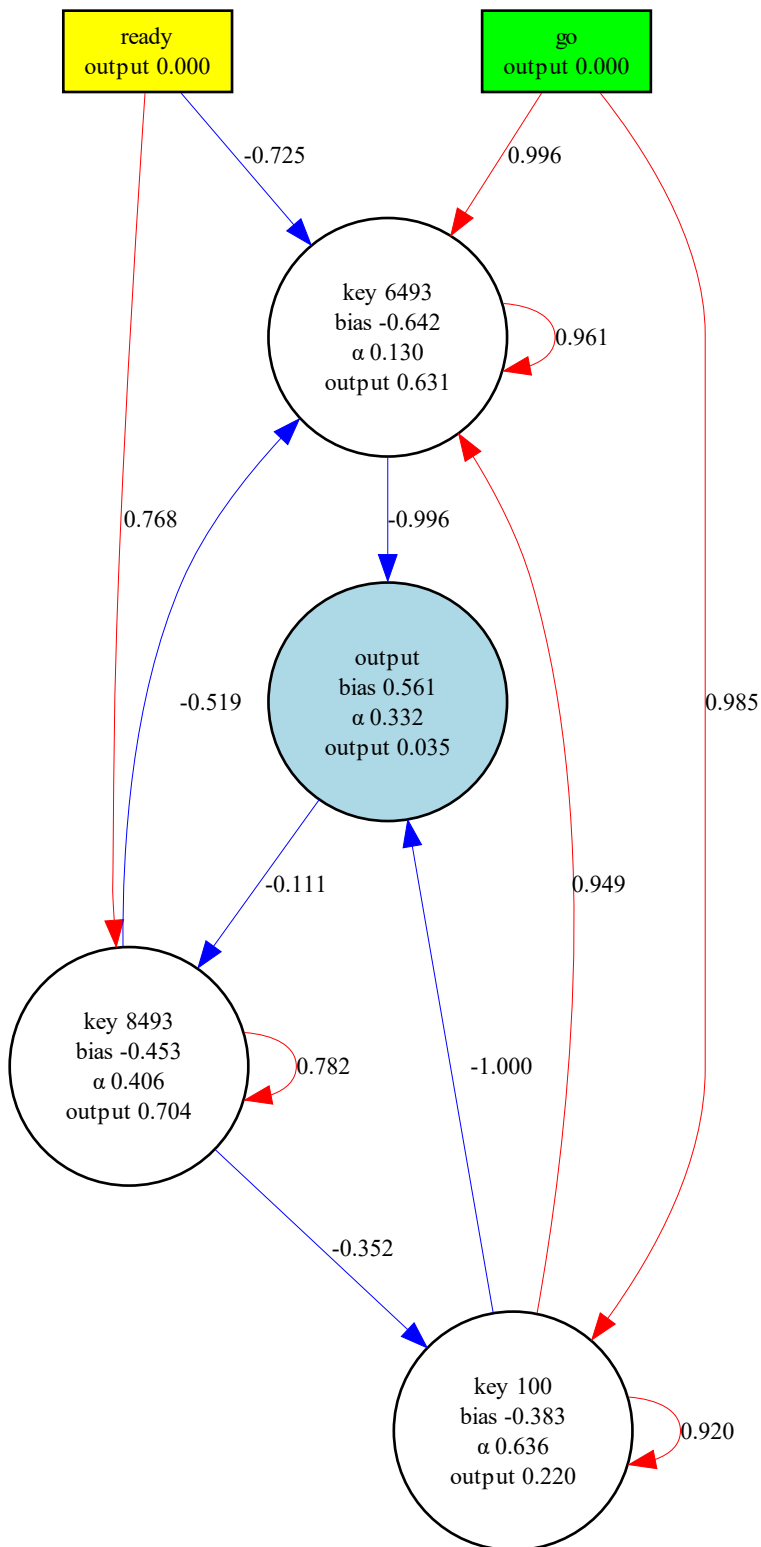 ready
output 0.000
go
output 0.000
-0.725
0.996
key 6493
bias -0.642
α 0.130
output 0.631
0.961
0.768
-0.996
-0.519
output
bias 0.561
α 0.332
output 0.035
0.985
-0.111
0.949
key 8493
bias -0.453
α 0.406
output 0.704
0.782
-1.000
-0.352
key 100
bias -0.383
α 0.636
output 0.220
0.920